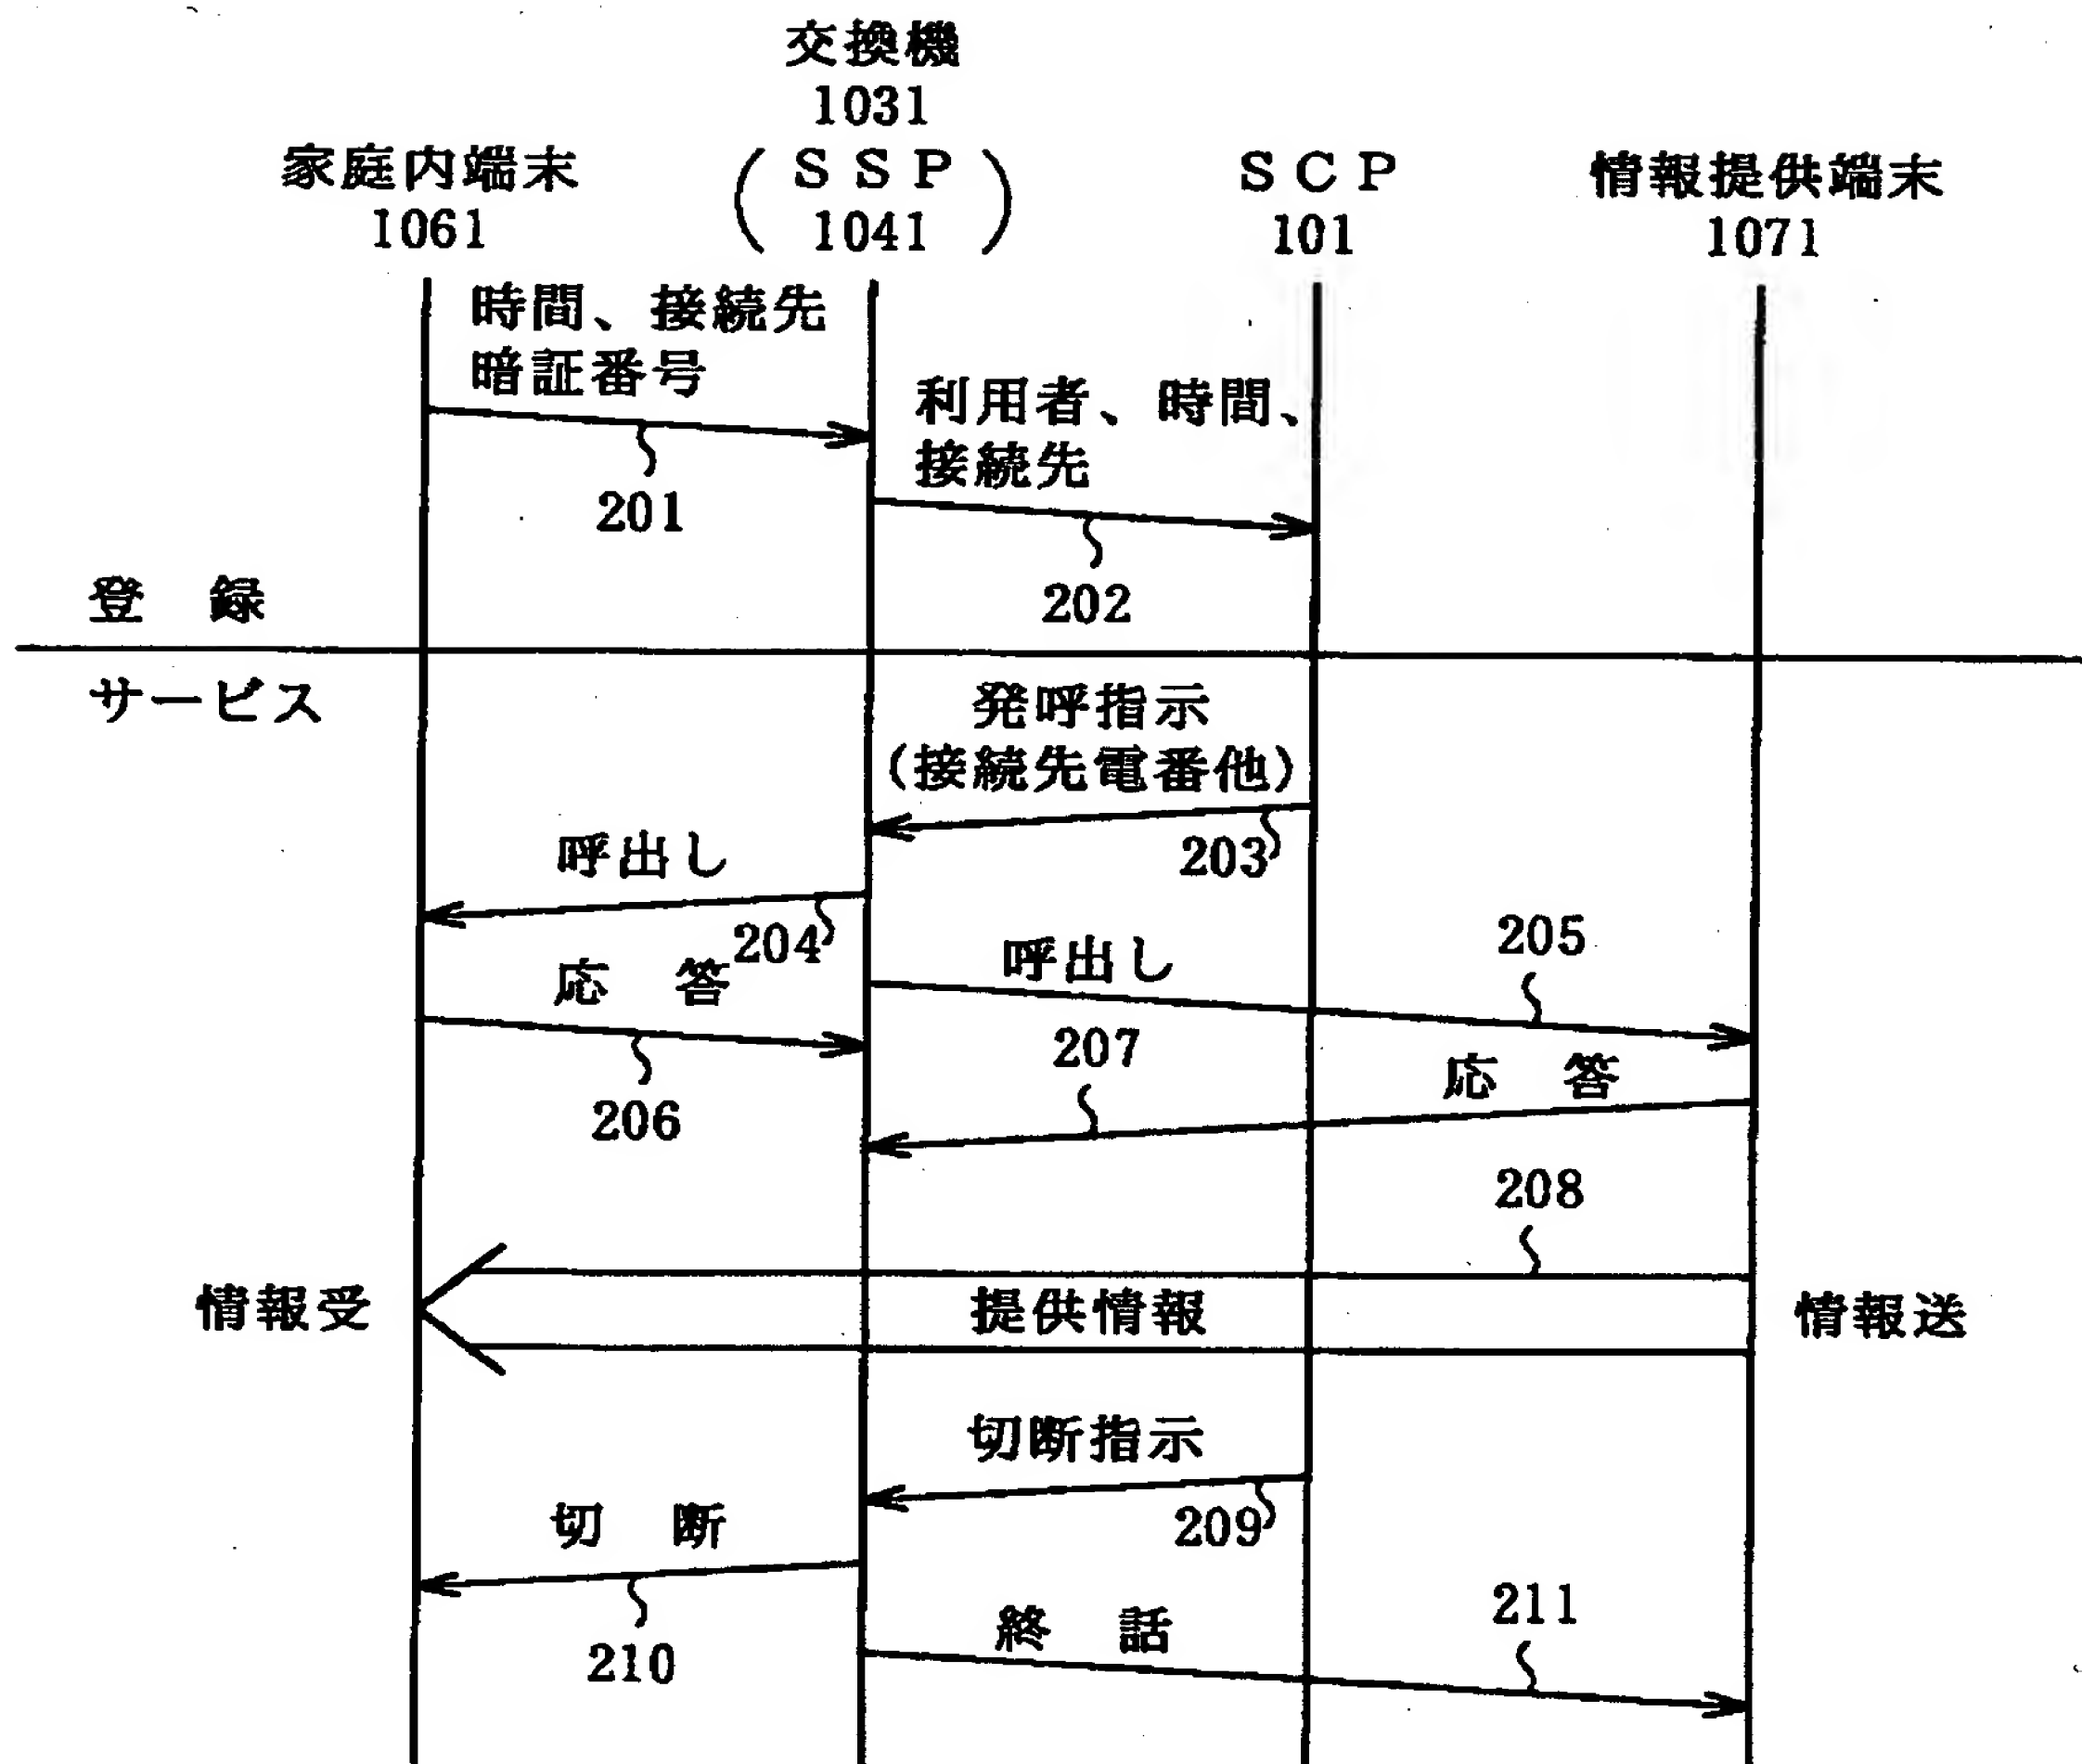 交換機
1031
家庭内端末
1061
(SSP
1041)
SCP
101
情報提供端末
1071
時間、接続先
暗証番号
201
利用者、時間、
接続先
202
登 録
サービス
発呼指示
(接続先電番他)
203
呼出し
204
呼出し
205
応 答
206
207
応 答
208
情報受
提供情報
情報送
切断指示
209
切 断
210
終 話
211